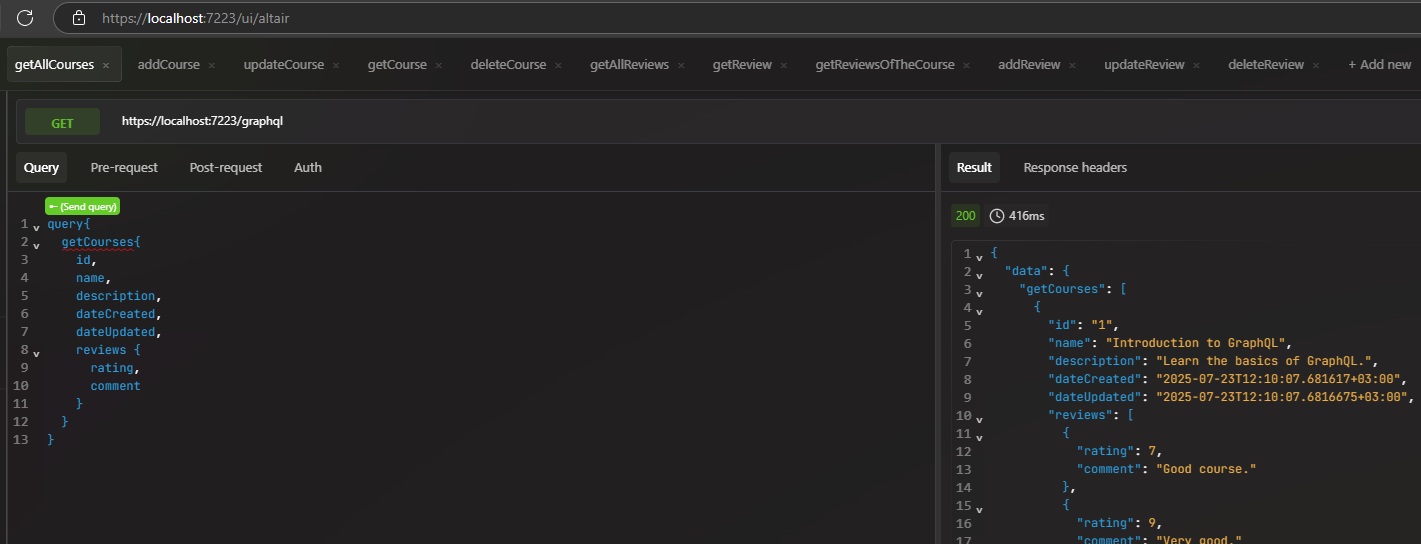 https://localhost:7223/ui/altair
getAllCourses × addCourse × updateCourse × getCourse × deleteCourse × getAllReviews × getReview × getReviewsOfTheCourse × addReview × updateReview × deleteReview × + Add new
GET https://localhost:7223/graphql
Query Pre-request Post-request Auth
(Send query)
1 query{
2 getCourses{
3 id,
4 name,
5 description,
6 dateCreated,
7 dateUpdated,
8 reviews {
9 rating,
10 comment
11 }
12 }
13 }
Result Response headers
200 416ms
1 {
2 "data": {
3 "getCourses": [
4 {
5 "id": "1",
6 "name": "Introduction to GraphQL",
7 "description": "Learn the basics of GraphQL.",
8 "dateCreated": "2025-07-23T12:10:07.681617+03:00",
9 "dateUpdated": "2025-07-23T12:10:07.6816675+03:00",
10 "reviews": [
11 {
12 "rating": 7,
13 "comment": "Good course."
14 },
15 {
16 "rating": 9,
17 "comment": "Very good."